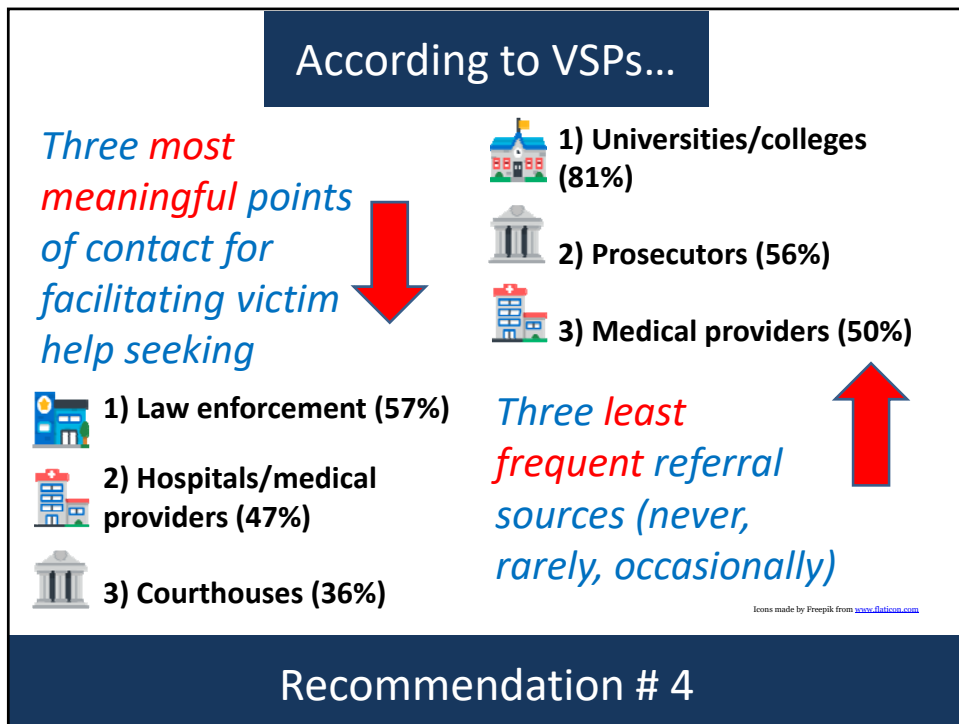 According to VSPs…
Three most
meaningful points
of contact for
facilitating victim
help seeking
1) Law enforcement (57%)
2) Hospitals/medical
providers (47%)
3) Courthouses (36%)
1) Universities/colleges
(81%)
2) Prosecutors (56%)
3) Medical providers (50%)
Three least
frequent referral
sources (never,
rarely, occasionally)
Icons made by Freepik from www.flaticon.com
Recommendation # 4